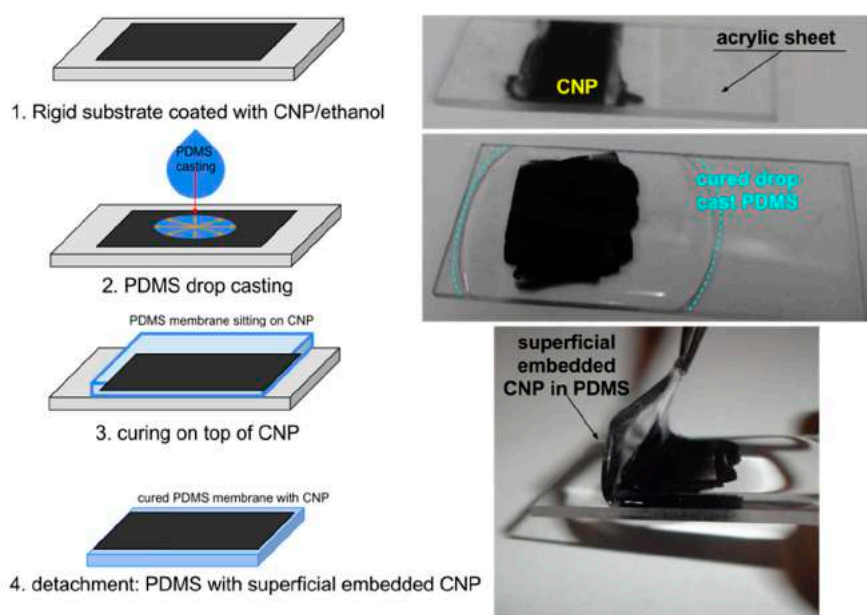 1. Rigid substrate coated with CNP/ethanol
PDMS
casting
2. PDMS drop casting
PDMS membrane sitting on CNP
3. curing on top of CNP
cured PDMS membrane with CNP
4. detachment: PDMS with superficial embedded CNP
acrylic sheet
CNP
cured drop
cast PDMS
superficial
embedded
CNP in PDMS